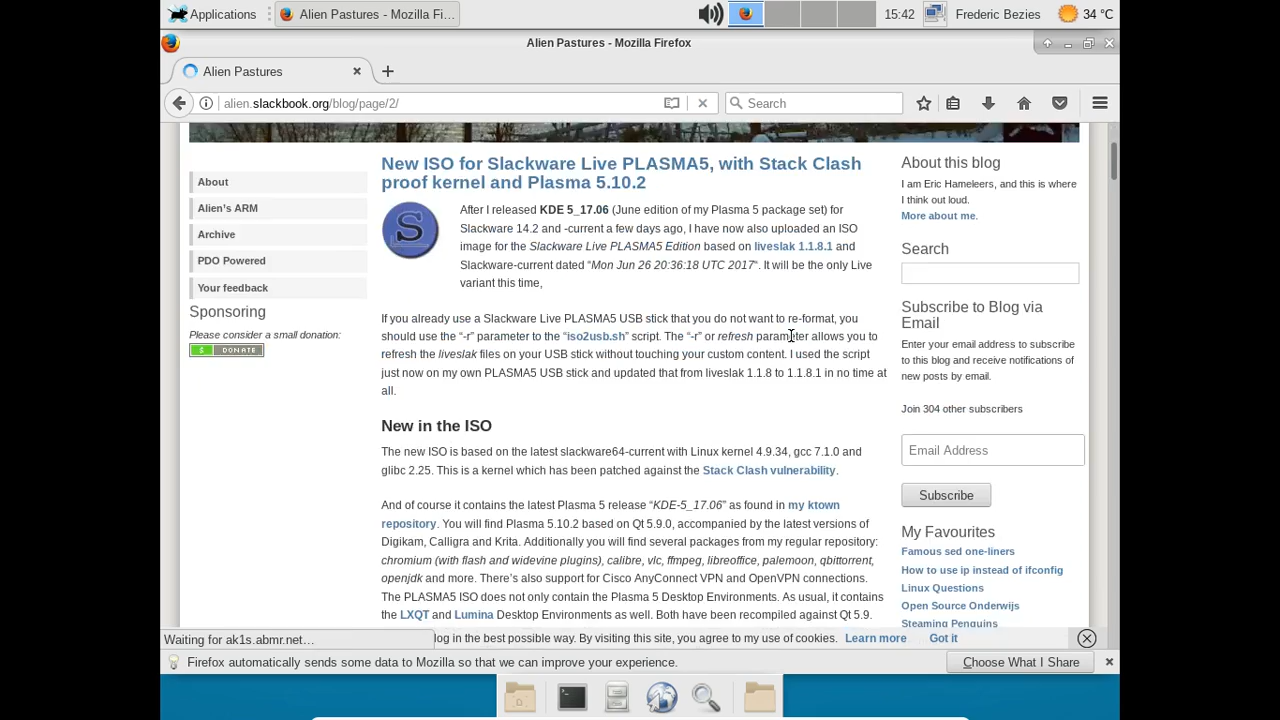 Applications
Alien Pastures - Mozilla Fi...
15:42
Frederic Bezies
34 °C
Alien Pastures - Mozilla Firefox
Alien Pastures
alien.slackbook.org/blog/page/2/
Search
About
Alien's ARM
Archive
PDO Powered
Your feedback
Sponsoring
Please consider a small donation:
$ DONATE
New ISO for Slackware Live PLASMA5, with Stack Clash
proof kernel and Plasma 5.10.2
S
After I released KDE 5_17.06 (June edition of my Plasma 5 package set) for
Slackware 14.2 and -current a few days ago, I have now also uploaded an ISO
image for the Slackware Live PLASMA5 Edition based on liveslak 1.1.8.1 and
Slackware-current dated “Mon Jun 26 20:36:18 UTC 2017“. It will be the only Live
variant this time,
If you already use a Slackware Live PLASMA5 USB stick that you do not want to re-format, you
should use the “-r” parameter to the “iso2usb.sh” script. The “-r” or refresh parameter allows you to
refresh the liveslak files on your USB stick without touching your custom content. I used the script
just now on my own PLASMA5 USB stick and updated that from liveslak 1.1.8 to 1.1.8.1 in no time at
all.
New in the ISO
The new ISO is based on the latest slackware64-current with Linux kernel 4.9.34, gcc 7.1.0 and
glibc 2.25. This is a kernel which has been patched against the Stack Clash vulnerability.
And of course it contains the latest Plasma 5 release “KDE-5_17.06” as found in my ktown
repository. You will find Plasma 5.10.2 based on Qt 5.9.0, accompanied by the latest versions of
Digikam, Calligra and Krita. Additionally you will find several packages from my regular repository:
chromium (with flash and widevine plugins), calibre, vlc, ffmpeg, libreoffice, palemoon, qbittorrent,
openjdk and more. There's also support for Cisco AnyConnect VPN and OpenVPN connections.
The PLASMA5 ISO does not only contain the Plasma 5 Desktop Environments. As usual, it contains
the LXQT and Lumina Desktop Environments as well. Both have been recompiled against Qt 5.9.
About this blog
I am Eric Hameleers, and this is where
I think out loud.
More about me.
Search
Subscribe to Blog via
Email
Enter your email address to subscribe
to this blog and receive notifications of
new posts by email.
Join 304 other subscribers
Email Address
Subscribe
My Favourites
Famous sed one-liners
How to use ip instead of ifconfig
Linux Questions
Open Source Onderwijs
Steaming Penguins
Waiting for ak1s.abmr.net...
log in the best possible way. By visiting this site, you agree to my use of cookies. Learn more Got it
Firefox automatically sends some data to Mozilla so that we can improve your experience.
Choose What I Share